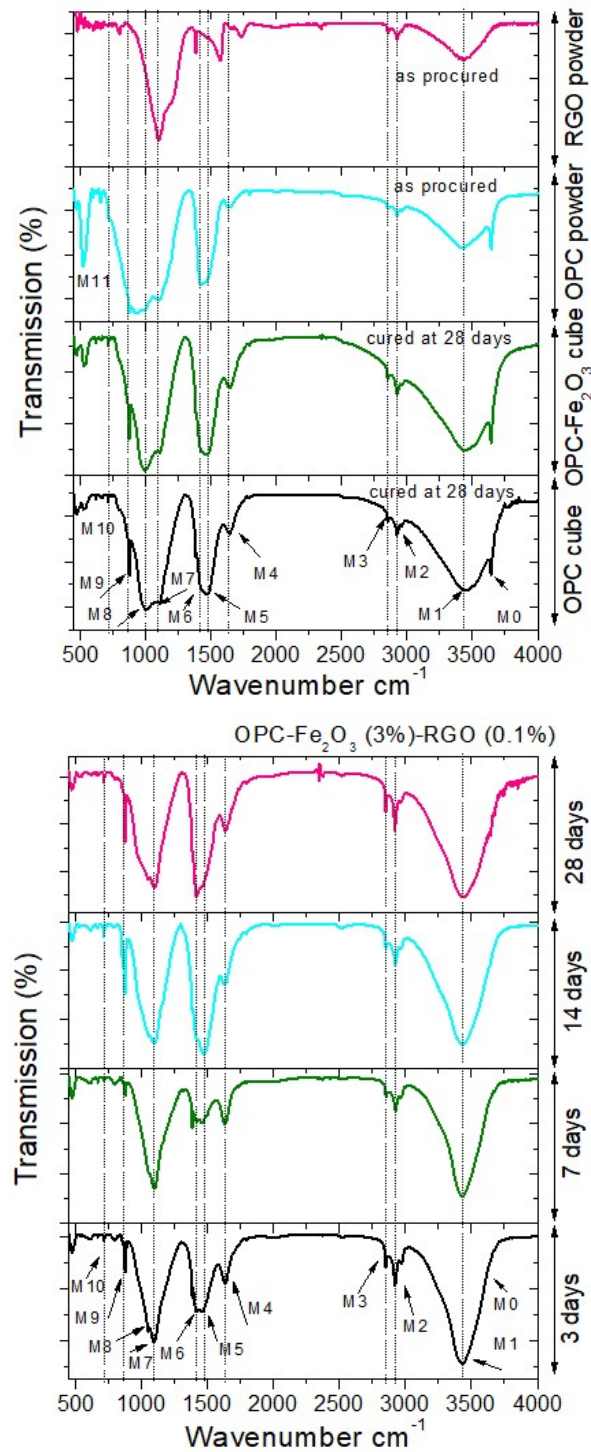 as procured
RGO powder
as procured
M11
OPC powder
cured at 28 days
OPC-Fe₂O₃ cube
cured at 28 days
M10
M9
M8
M7
M6
M5
M4
M3
M2
M1
M0
OPC cube
Transmission (%)
500 1000 1500 2000 2500 3000 3500 4000
Wavenumber cm⁻¹
OPC-Fe₂O₃ (3%)-RGO (0.1%)
28 days
14 days
7 days
M10
M9
M8
M7
M6
M5
M4
M3
M2
M0
M1
3 days
Transmission (%)
500 1000 1500 2000 2500 3000 3500 4000
Wavenumber cm⁻¹